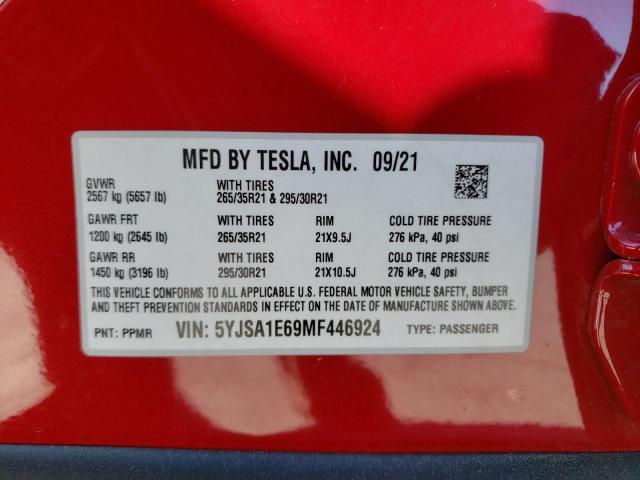 MFD BY TESLA, INC. 09/21
GVWR WITH TIRES
2567 kg (5657 lb) 265/35R21 & 295/30R21
GAWR FRT WITH TIRES RIM COLD TIRE PRESSURE
1200 kg (2645 lb) 265/35R21 21X9.5J 276 kPa, 40 psi
GAWR RR WITH TIRES RIM COLD TIRE PRESSURE
1450 kg (3196 lb) 295/30R21 21X10.5J 276 kPa, 40 psi
THIS VEHICLE CONFORMS TO ALL APPLICABLE U.S. FEDERAL MOTOR VEHICLE SAFETY, BUMPER
AND THEFT PREVENTION STANDARDS IN EFFECT ON THE DATE OF MANUFACTURE SHOWN ABOVE.
PNT: PPMR VIN: 5YJSA1E69MF446924 TYPE: PASSENGER